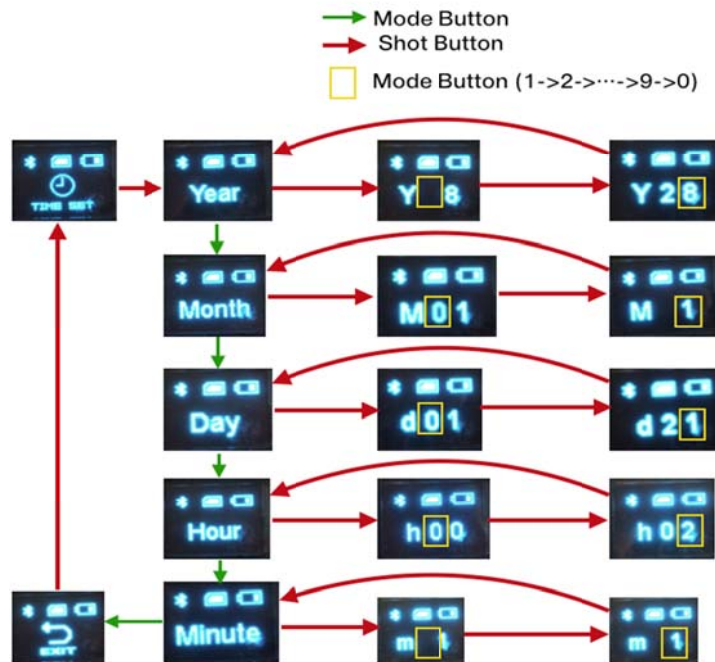 Mode Button
Shot Button
Mode Button (1->2->⋯->9->0)
TIME SET
Year
Y 8
Y 2 8
Month
M 0 1
M 1
Day
d 0 1
d 2 1
Hour
h 0 0
h 0 2
EXIT
Minute
m 1
m 1